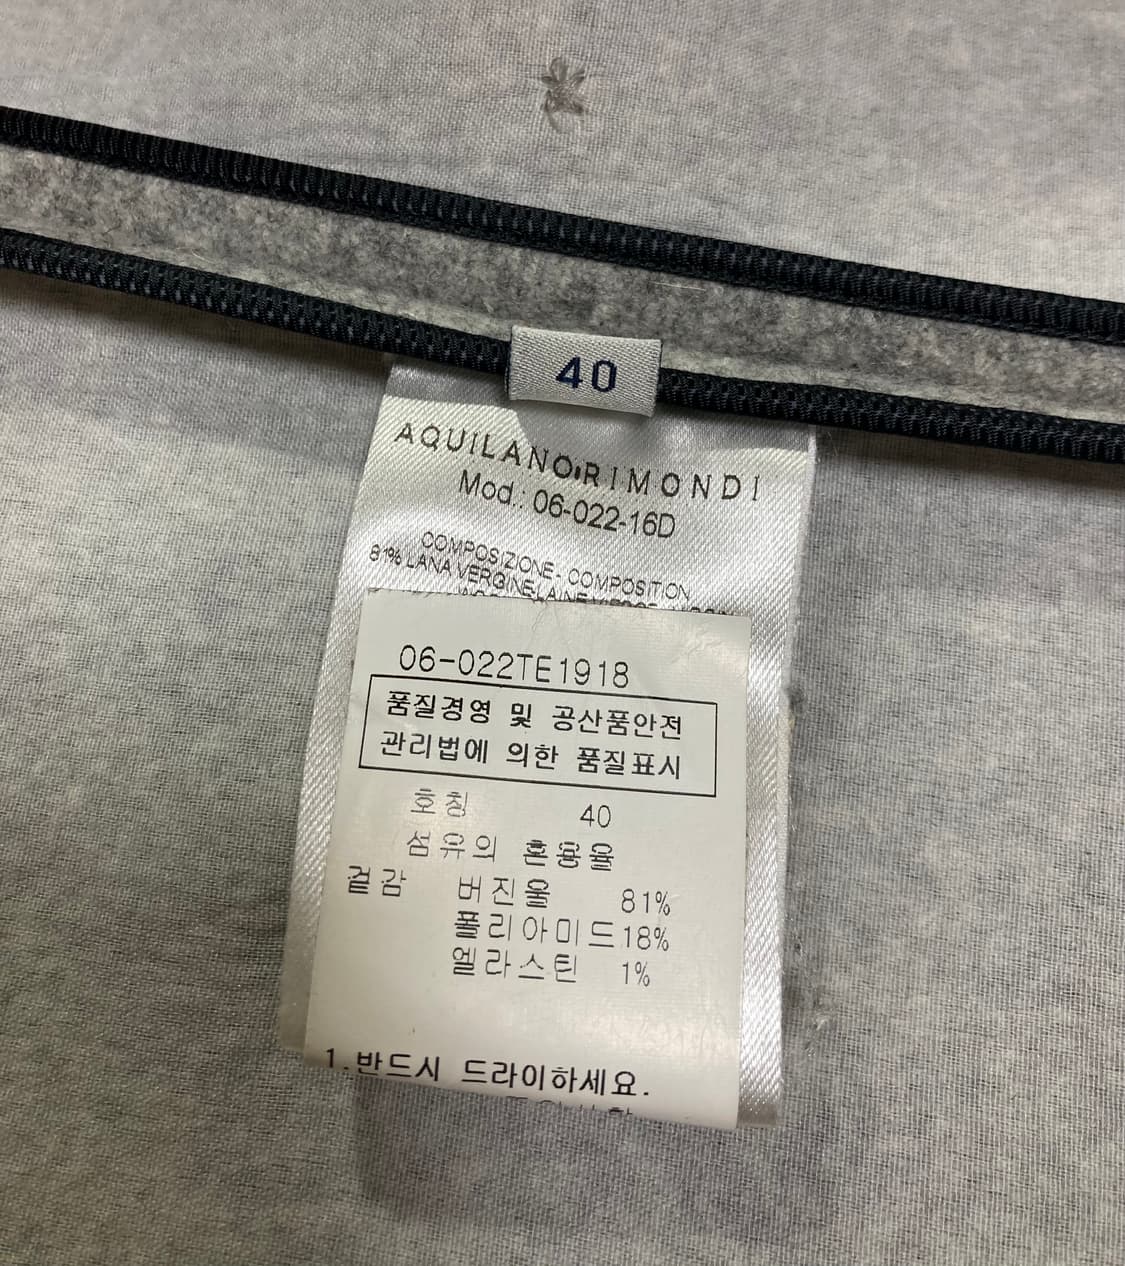 40
AQUILANO.RIMONDI
Mod.: 06-022-16D
COMPOSIZIONE - COMPOSITION
81% LANA VERGINE-LAINE
06-022TE1918
품질경영 및 공산품안전
관리법에 의한 품질표시
호칭 40
섬유의 혼용율
겉감 버진울 81%
폴리아미드 18%
엘라스틴 1%
1.반드시 드라이하세요.